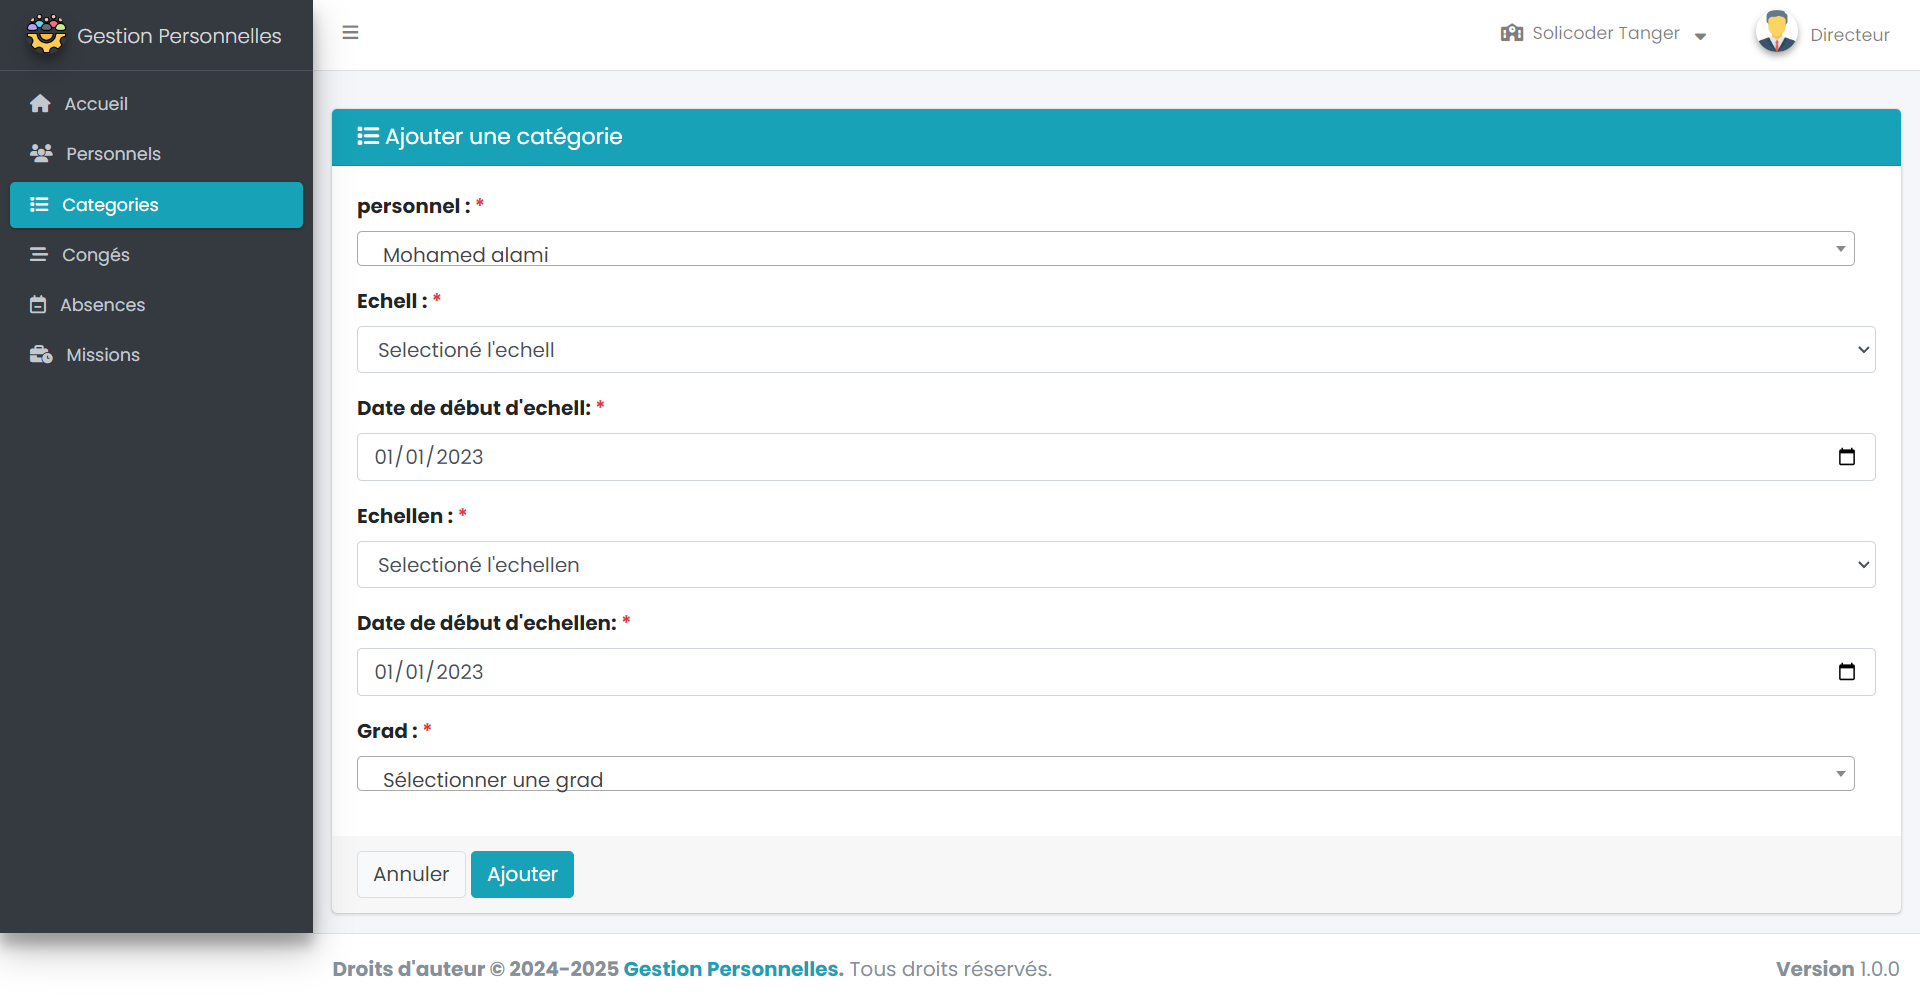 Gestion Personnelles
Solicoder Tanger
Directeur
Accueil
Personnels
Categories
Congés
Absences
Missions
Ajouter une catégorie
personnel : *
Mohamed alami
Echell : *
Selectioné l'echell
Date de début d'echell: *
01/01/2023
Echellen : *
Selectioné l'echellen
Date de début d'echellen: *
01/01/2023
Grad : *
Sélectionner une grad
Annuler
Ajouter
Droits d'auteur © 2024-2025 Gestion Personnelles. Tous droits réservés.
Version 1.0.0